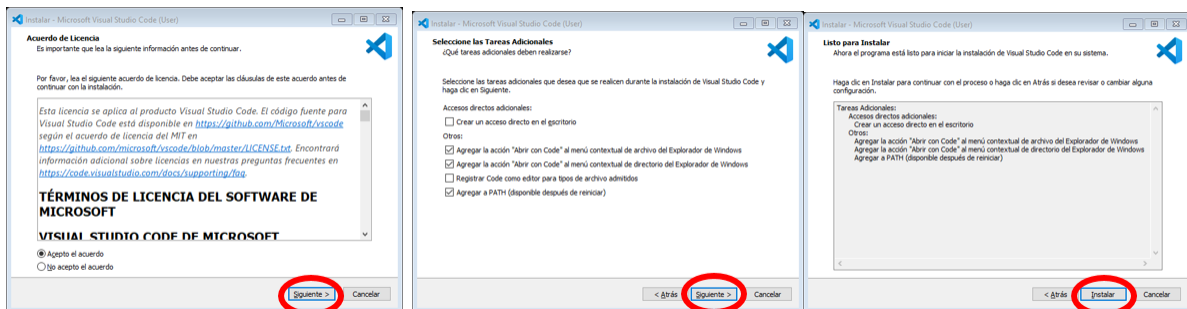 Instalar - Microsoft Visual Studio Code (User)
Acuerdo de Licencia
Es importante que lea la siguiente información antes de continuar.
Por favor, lea el siguiente acuerdo de licencia. Debe aceptar las cláusulas de este acuerdo antes de
continuar con la instalación.
Esta licencia se aplica al producto Visual Studio Code. El código fuente para
Visual Studio Code está disponible en https://github.com/Microsoft/vscode
según el acuerdo de licencia del MIT en
https://github.com/microsoft/vscode/blob/master/LICENSE.txt. Encontrará
información adicional sobre licencias en nuestras preguntas frecuentes en
https://code.visualstudio.com/docs/supporting/faq.
TÉRMINOS DE LICENCIA DEL SOFTWARE DE
MICROSOFT
VISUAL STUDIO CODE DE MICROSOFT
Acepto el acuerdo
No acepto el acuerdo
Siguiente >
Cancelar
Instalar - Microsoft Visual Studio Code (User)
Seleccione las Tareas Adicionales
¿Qué tareas adicionales deben realizarse?
Seleccione las tareas adicionales que desea que se realicen durante la instalación de Visual Studio Code y
haga clic en Siguiente.
Accesos directos adicionales:
Crear un acceso directo en el escritorio
Otros:
Agregar la acción "Abrir con Code" al menú contextual de archivo del Explorador de Windows
Agregar la acción "Abrir con Code" al menú contextual de directorio del Explorador de Windows
Registrar Code como editor para tipos de archivo admitidos
Agregar a PATH (disponible después de reiniciar)
< Atrás
Siguiente >
Cancelar
Instalar - Microsoft Visual Studio Code (User)
Listo para Instalar
Ahora el programa está listo para iniciar la instalación de Visual Studio Code en su sistema.
Haga clic en Instalar para continuar con el proceso o haga clic en Atrás si desea revisar o cambiar alguna
configuración.
Tareas Adicionales:
Accesos directos adicionales:
Crear un acceso directo en el escritorio
Otros:
Agregar la acción "Abrir con Code" al menú contextual de archivo del Explorador de Windows
Agregar la acción "Abrir con Code" al menú contextual de directorio del Explorador de Windows
Agregar a PATH (disponible después de reiniciar)
< Atrás
Instalar
Cancelar